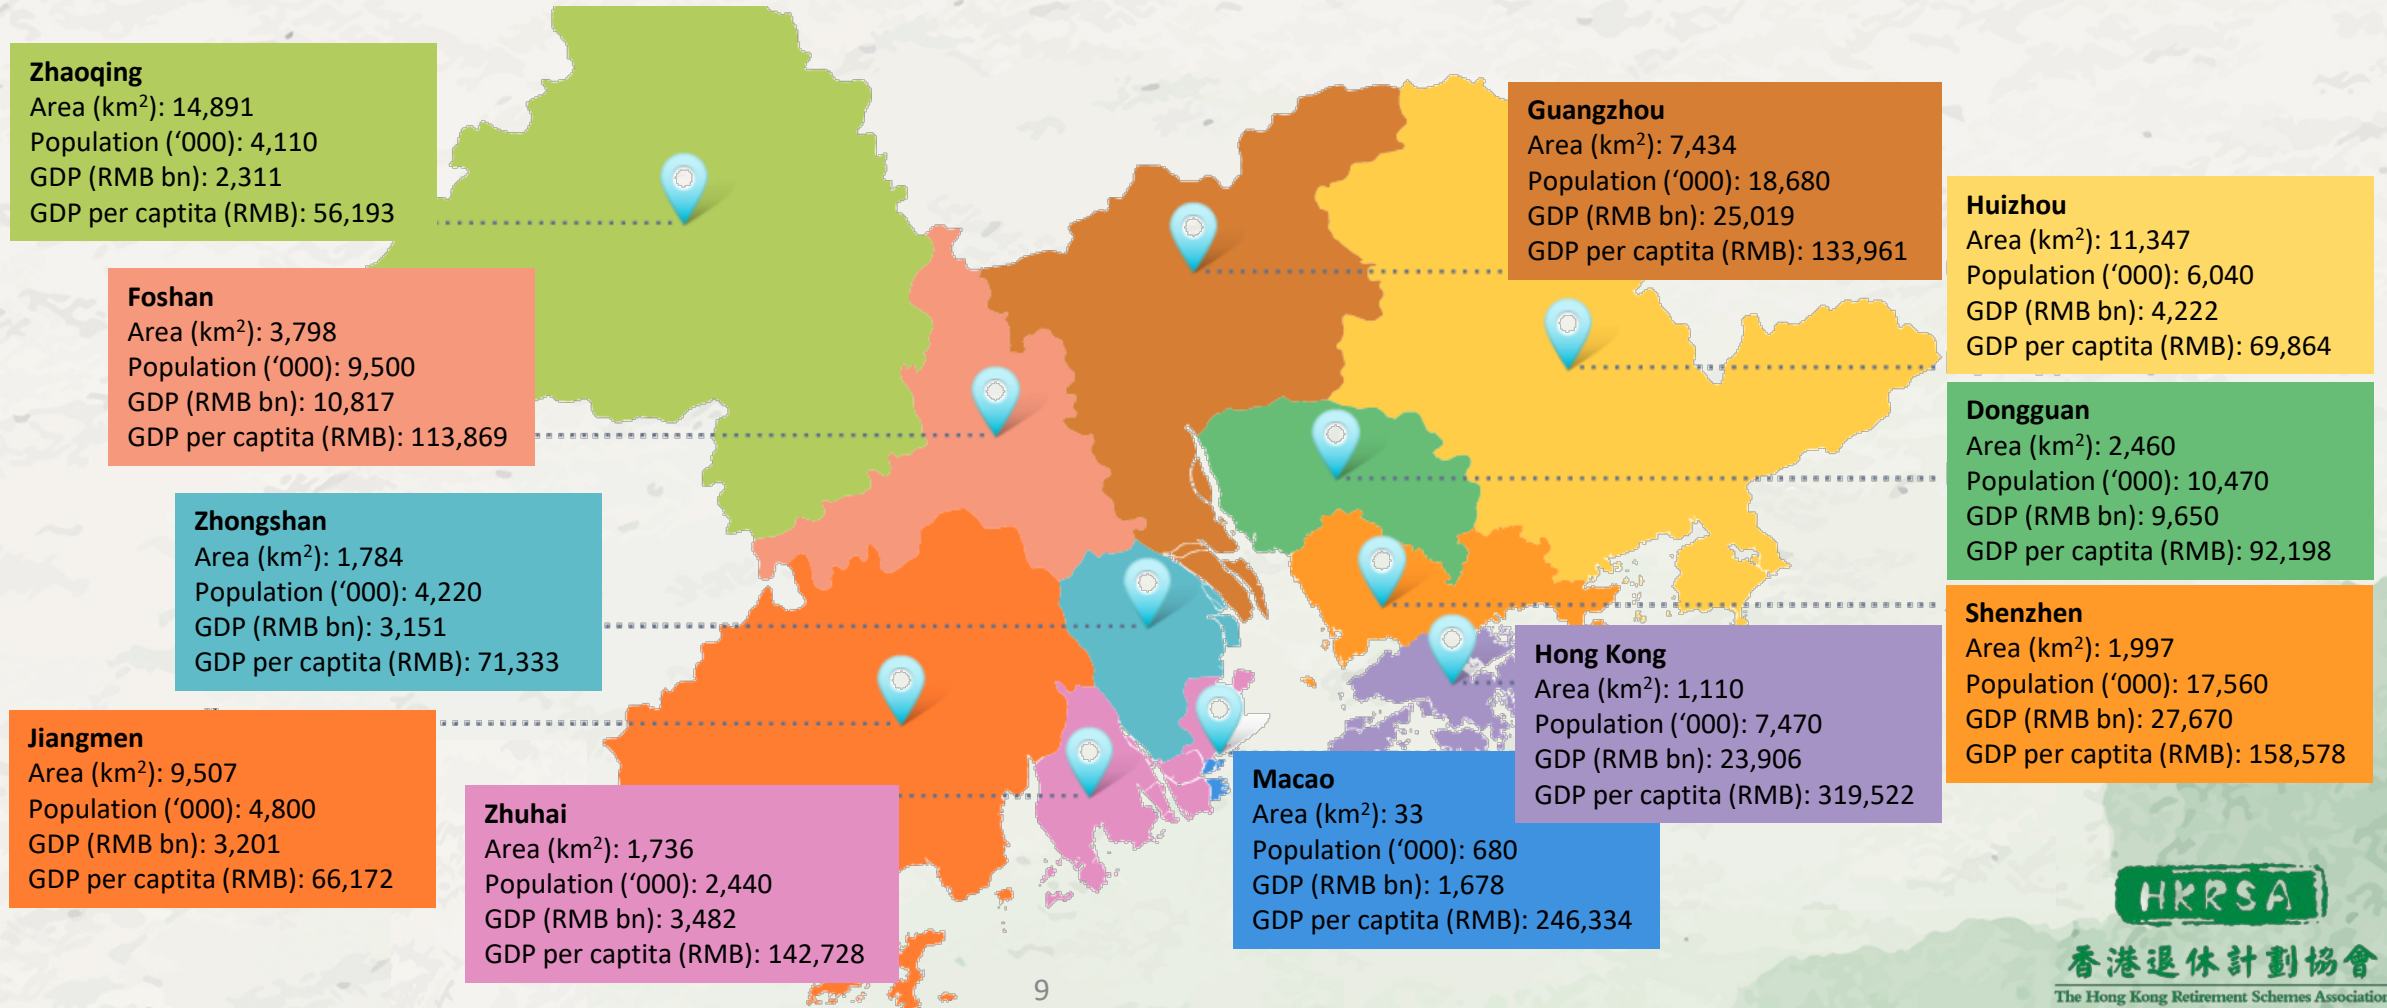 Zhaoqing
Area (km²): 14,891
Population (‘000): 4,110
GDP (RMB bn): 2,311
GDP per captita (RMB): 56,193
Foshan
Area (km²): 3,798
Population (‘000): 9,500
GDP (RMB bn): 10,817
GDP per captita (RMB): 113,869
Zhongshan
Area (km²): 1,784
Population (‘000): 4,220
GDP (RMB bn): 3,151
GDP per captita (RMB): 71,333
Jiangmen
Area (km²): 9,507
Population (‘000): 4,800
GDP (RMB bn): 3,201
GDP per captita (RMB): 66,172
Zhuhai
Area (km²): 1,736
Population (‘000): 2,440
GDP (RMB bn): 3,482
GDP per captita (RMB): 142,728
Guangzhou
Area (km²): 7,434
Population (‘000): 18,680
GDP (RMB bn): 25,019
GDP per captita (RMB): 133,961
Huizhou
Area (km²): 11,347
Population (‘000): 6,040
GDP (RMB bn): 4,222
GDP per captita (RMB): 69,864
Dongguan
Area (km²): 2,460
Population (‘000): 10,470
GDP (RMB bn): 9,650
GDP per captita (RMB): 92,198
Shenzhen
Area (km²): 1,997
Population (‘000): 17,560
GDP (RMB bn): 27,670
GDP per captita (RMB): 158,578
Hong Kong
Area (km²): 1,110
Population (‘000): 7,470
GDP (RMB bn): 23,906
GDP per captita (RMB): 319,522
Macao
Area (km²): 33
Population (‘000): 680
GDP (RMB bn): 1,678
GDP per captita (RMB): 246,334
9
HKRSA
香港退休計劃協會
The Hong Kong Retirement Schemes Association